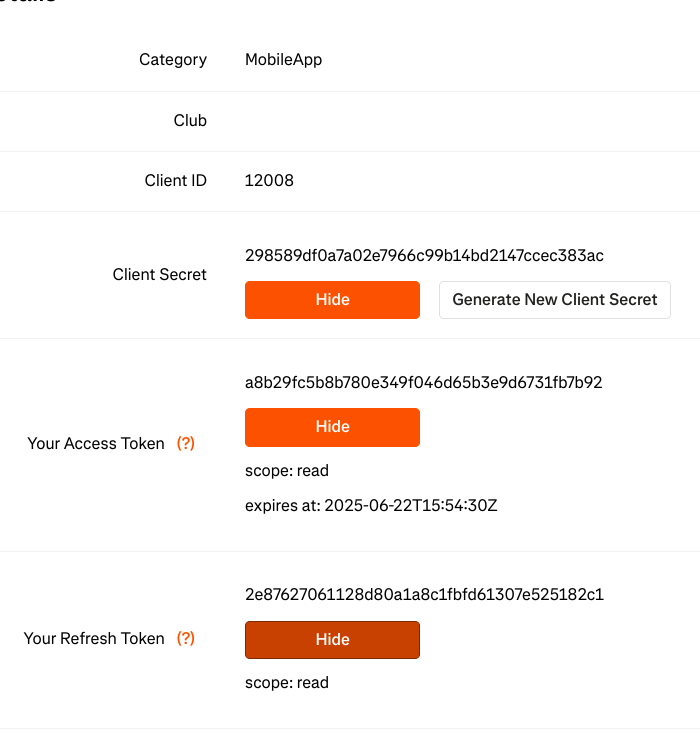 Category MobileApp
Club
Client ID 12008
298589df0a7a02e7966c99b14bd2147ccec383ac
Client Secret
Hide Generate New Client Secret
a8b29fc5b8b780e349f046d65b3e9d6731fb7b92
Hide
Your Access Token (?)
scope: read
expires at: 2025-06-22T15:54:30Z
2e87627061128d80a1a8c1fbfd61307e525182c1
Your Refresh Token (?) Hide
scope: read